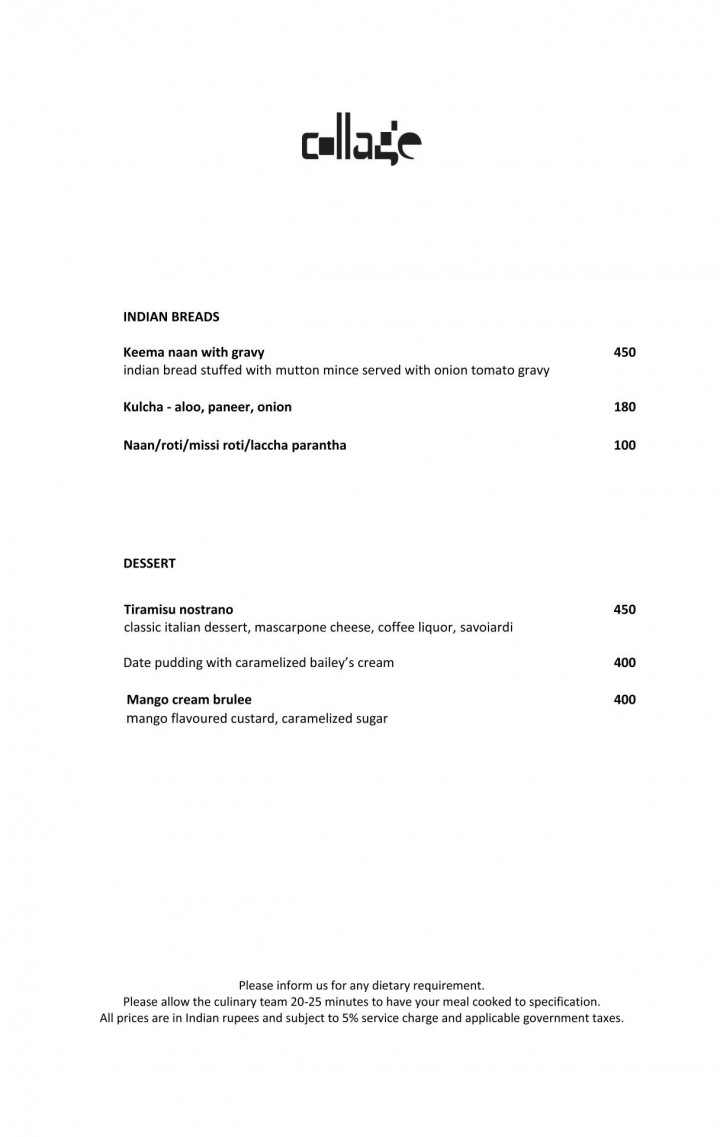 collage
INDIAN BREADS
Keema naan with gravy 450
indian bread stuffed with mutton mince served with onion tomato gravy
Kulcha - aloo, paneer, onion 180
Naan/roti/missi roti/laccha parantha 100
DESSERT
Tiramisu nostrano 450
classic italian dessert, mascarpone cheese, coffee liquor, savoiardi
Date pudding with caramelized bailey’s cream 400
Mango cream brulee 400
mango flavoured custard, caramelized sugar
Please inform us for any dietary requirement.
Please allow the culinary team 20-25 minutes to have your meal cooked to specification.
All prices are in Indian rupees and subject to 5% service charge and applicable government taxes.